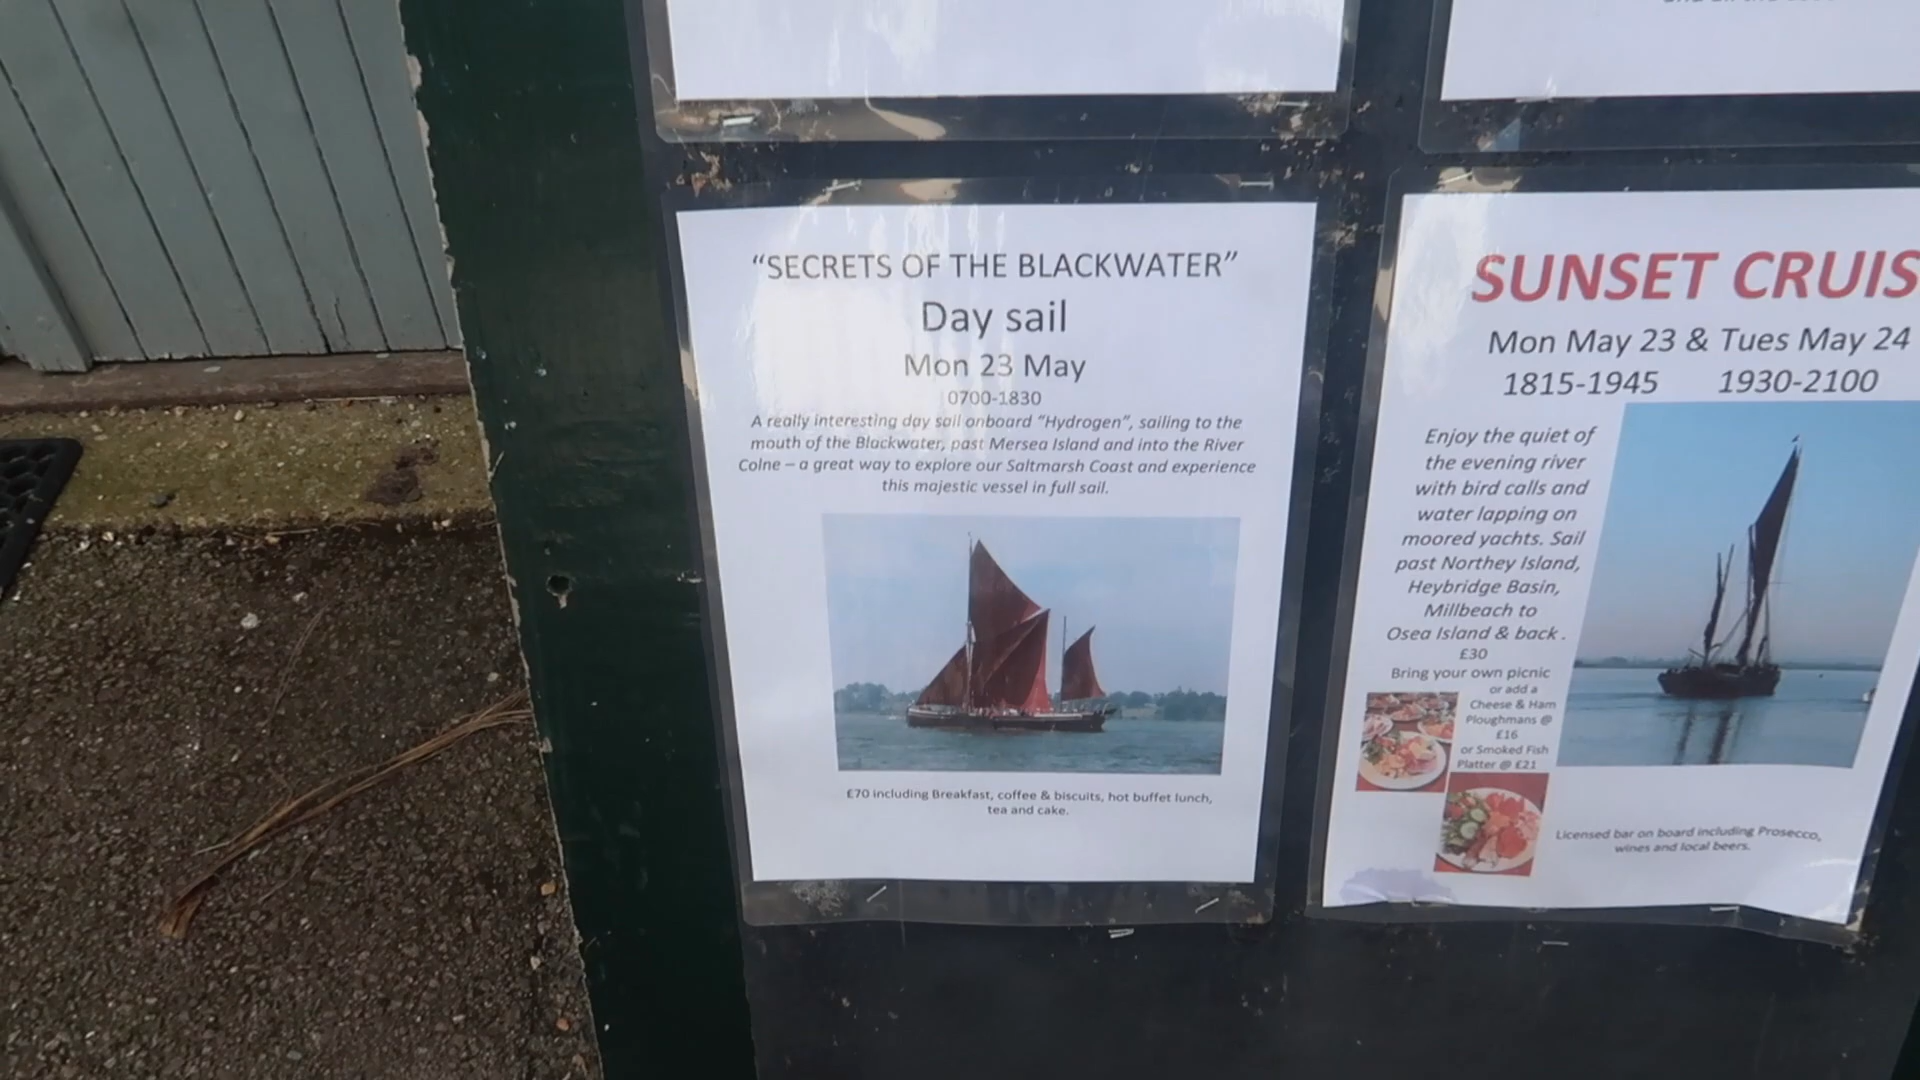 "SECRETS OF THE BLACKWATER"
Day sail
Mon 23 May
0700-1830
A really interesting day sail onboard "Hydrogen", sailing to the
mouth of the Blackwater, past Mersea Island and into the River
Colne – a great way to explore our Saltmarsh Coast and experience
this majestic vessel in full sail.
£70 including Breakfast, coffee & biscuits, hot buffet lunch,
tea and cake.
SUNSET CRUIS
Mon May 23 & Tues May 24
1815-1945 1930-2100
Enjoy the quiet of
the evening river
with bird calls and
water lapping on
moored yachts. Sail
past Northey Island,
Heybridge Basin,
Millbeach to
Osea Island & back .
£30
Bring your own picnic
or add a
Cheese & Ham
Ploughmans @
£16
or Smoked Fish
Platter @ £21
Licensed bar on board including Prosecco,
wines and local beers.